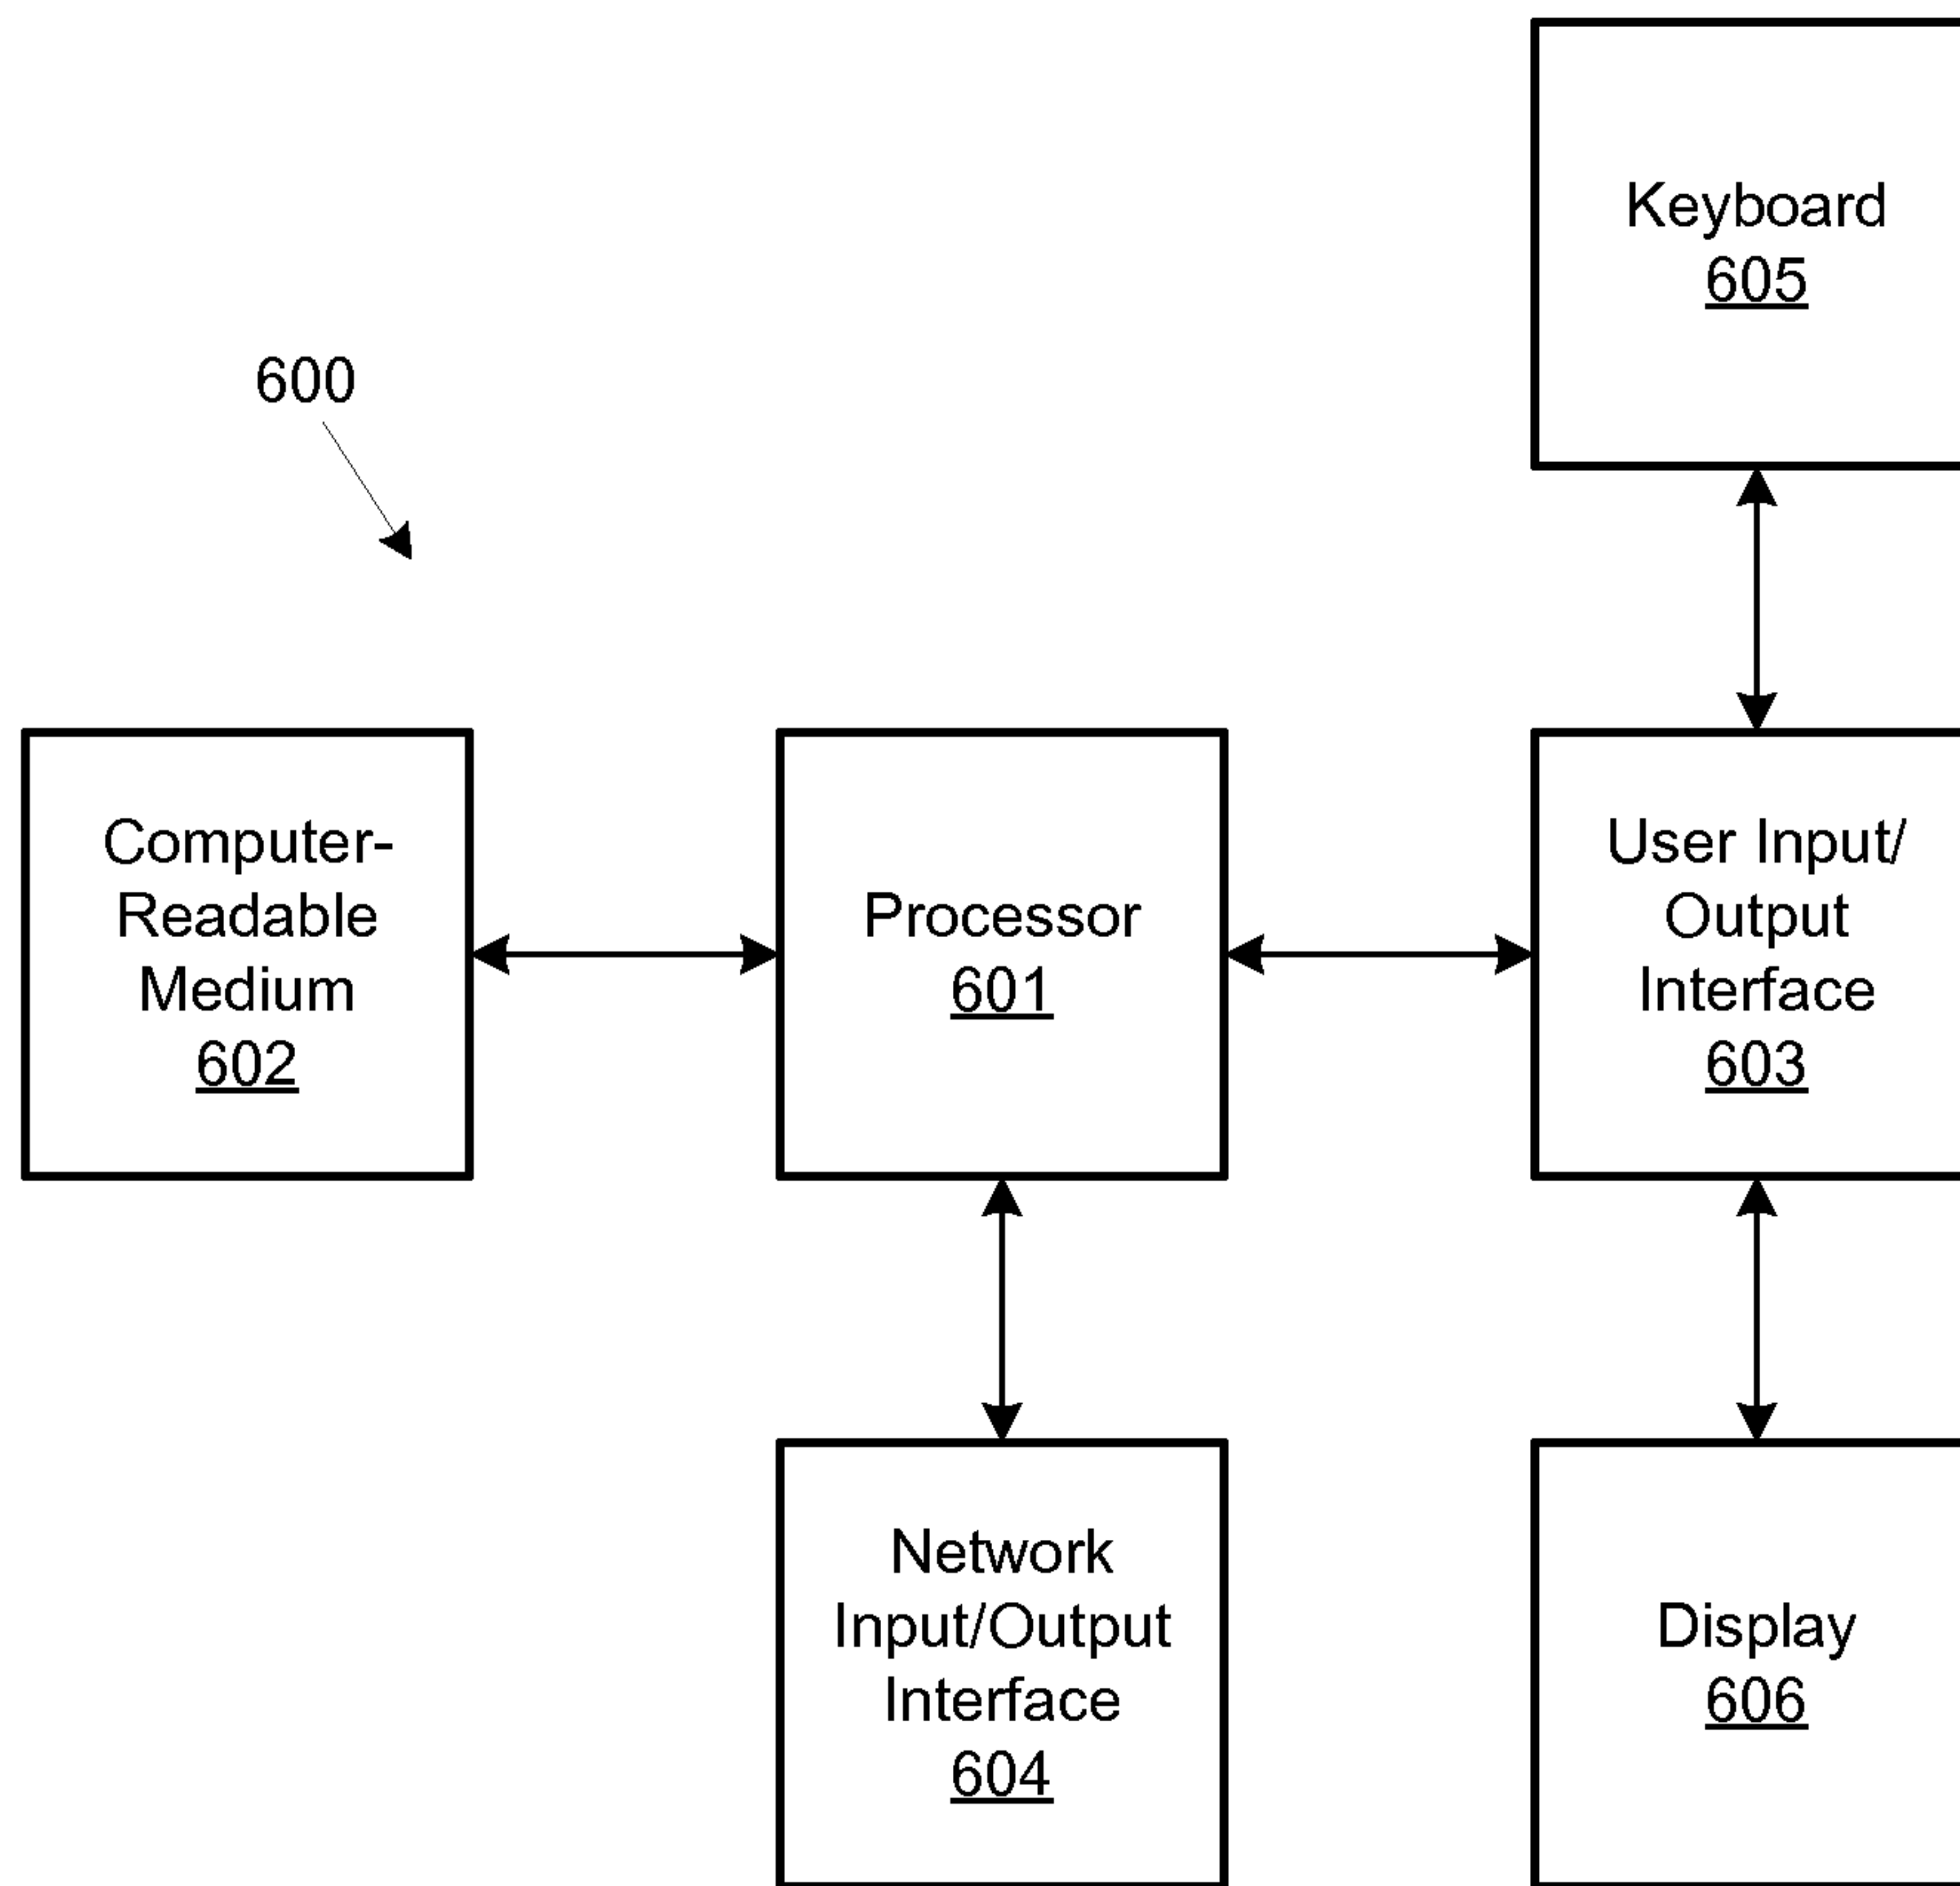 Keyboard
605
600
Computer-
Readable
Medium
602
Processor
601
User Input/
Output
Interface
603
Network
Input/Output
Interface
604
Display
606